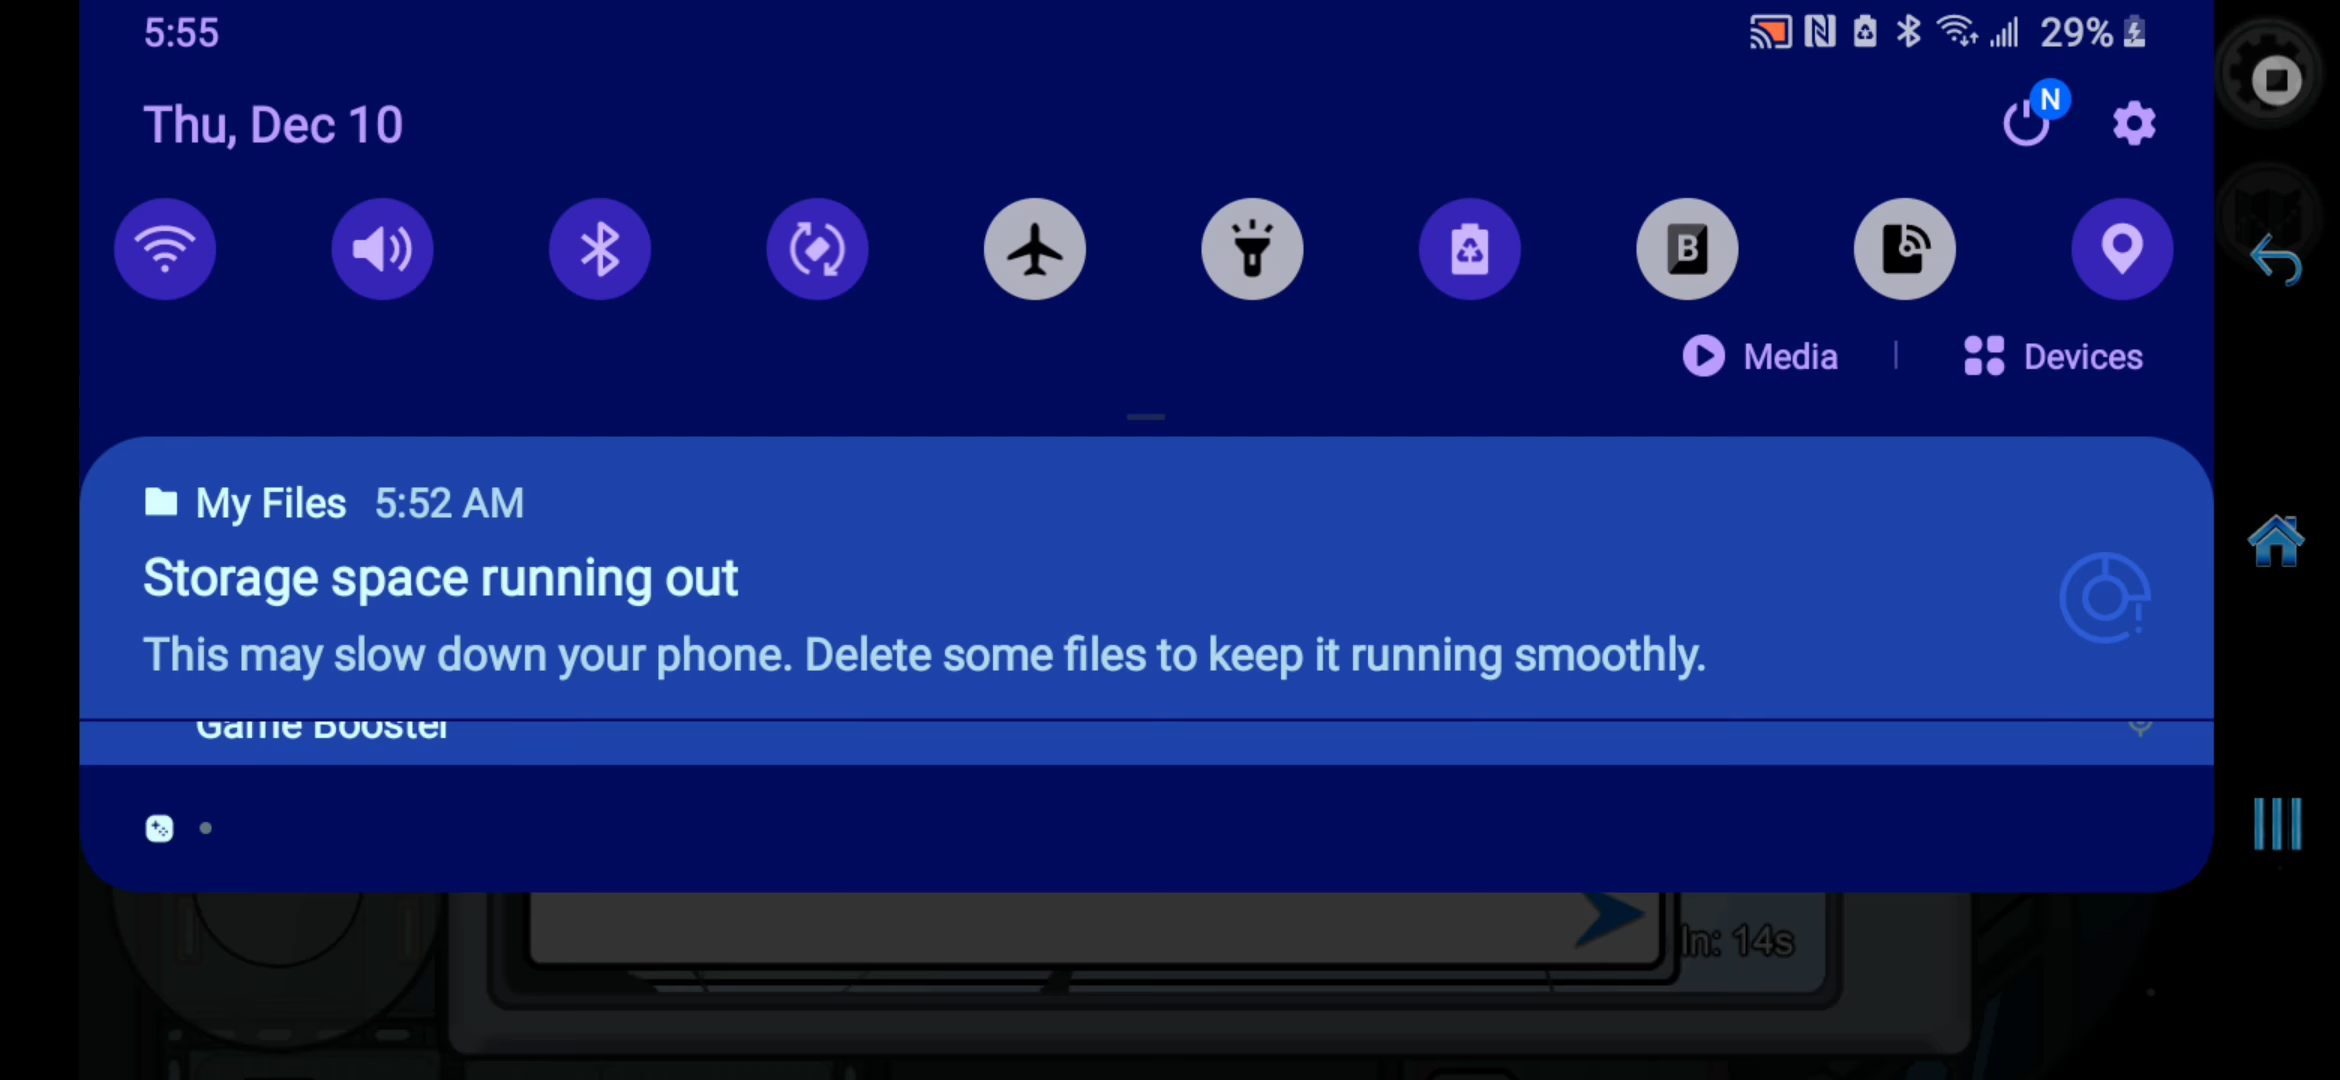 5:55
29%
Thu, Dec 10
N
B
Media
Devices
My Files 5:52 AM
Storage space running out
This may slow down your phone. Delete some files to keep it running smoothly.
Game Booster
In: 14s